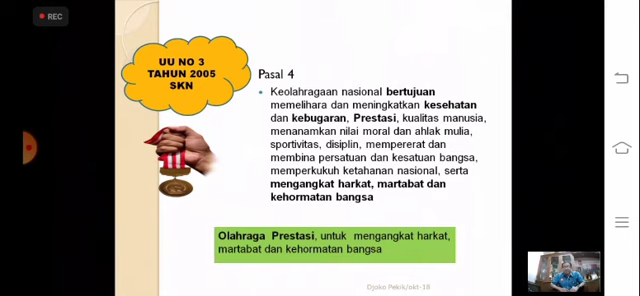 REC
UU NO 3
TAHUN 2005
SKN
Pasal 4
• Keolahragaan nasional bertujuan
memelihara dan meningkatkan kesehatan
dan kebugaran, Prestasi, kualitas manusia,
menanamkan nilai moral dan ahlak mulia,
sportivitas, disiplin, mempererat dan
membina persatuan dan kesatuan bangsa,
memperkukuh ketahanan nasional, serta
mengangkat harkat, martabat dan
kehormatan bangsa
Olahraga Prestasi, untuk mengangkat harkat,
martabat dan kehormatan bangsa
Djoko Pekik/okt-18